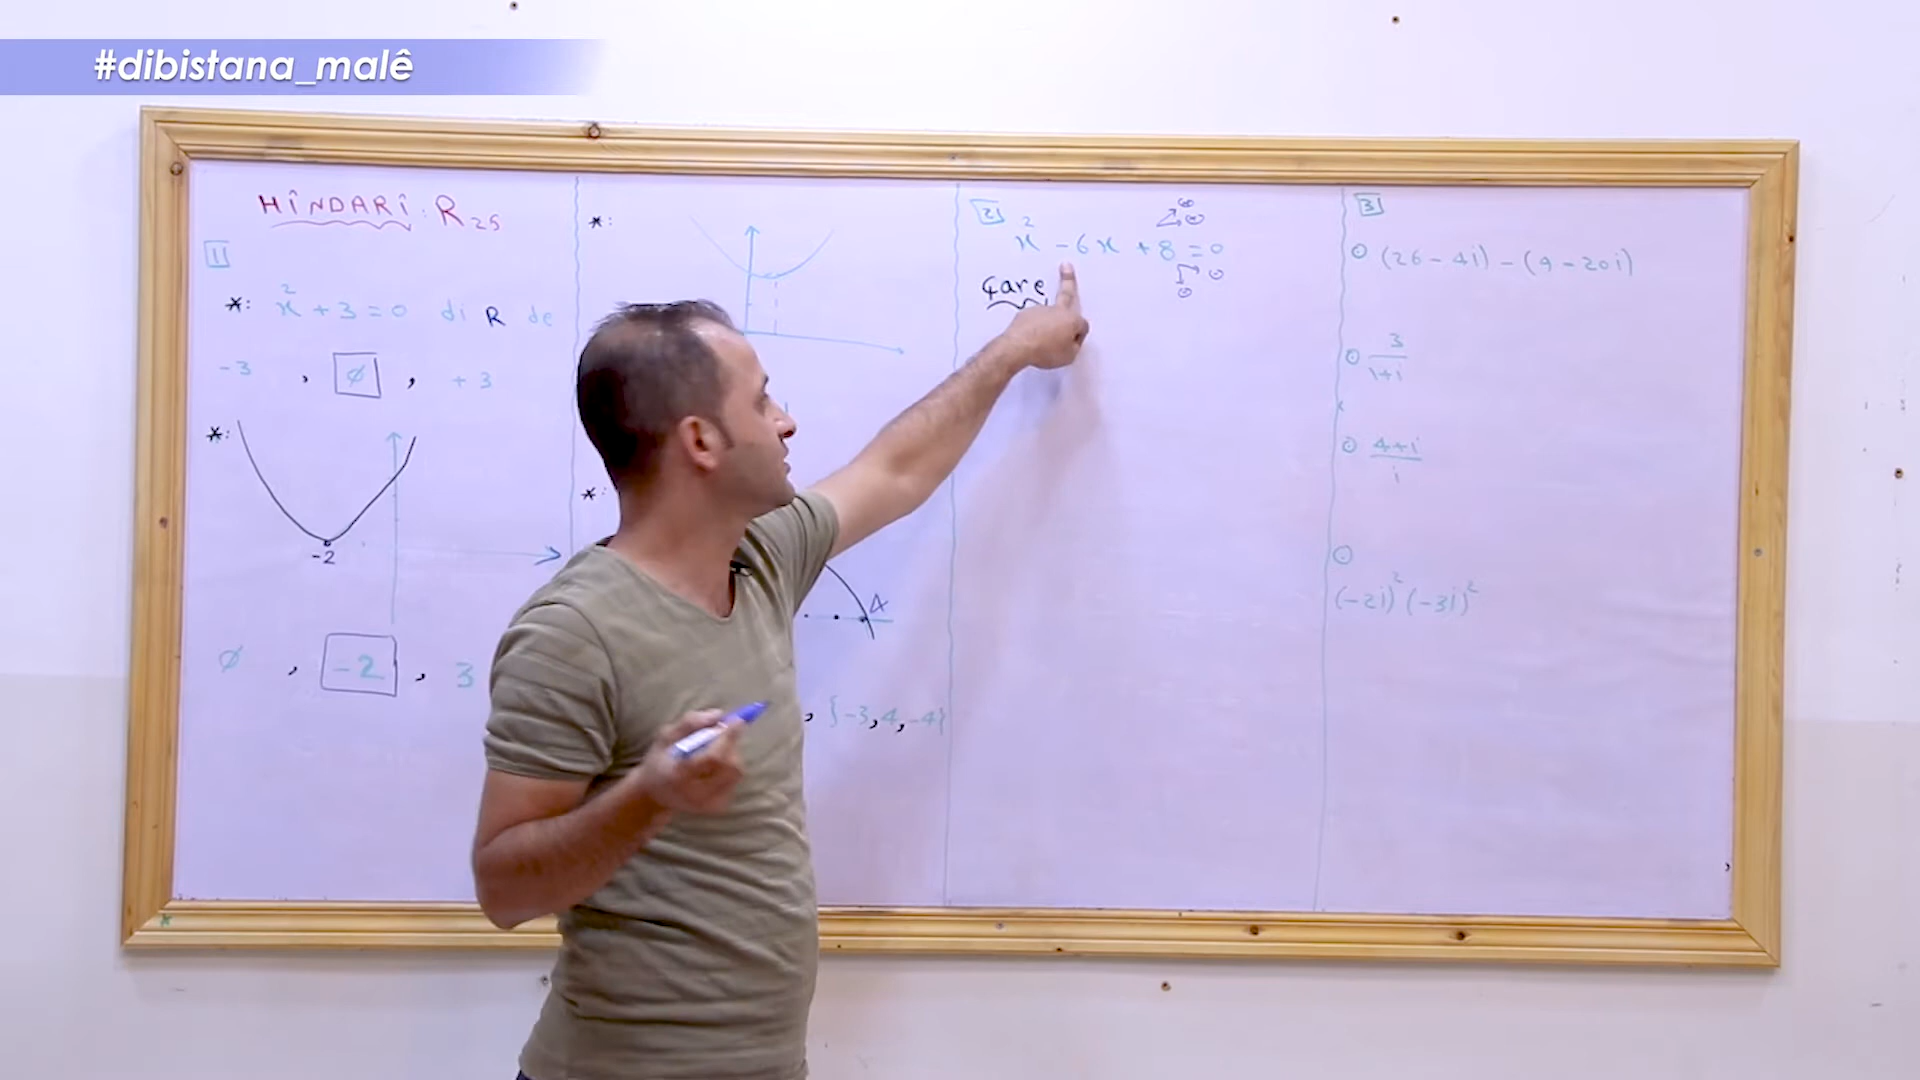 #dibistana_malê
HÎNDARÎ: R25
1
*: x² + 3 = 0 di R de
-3 , ∅ , +3
*:
-2
∅ , -2 , 3
*:
*:
4
, {-3,4,-4}
2
x² - 6x + 8 = 0
Çare
3
(26 - 4i) - (9 - 20i)
3/(1+i)
(4+i)/i
(-2i)² (-3i)²